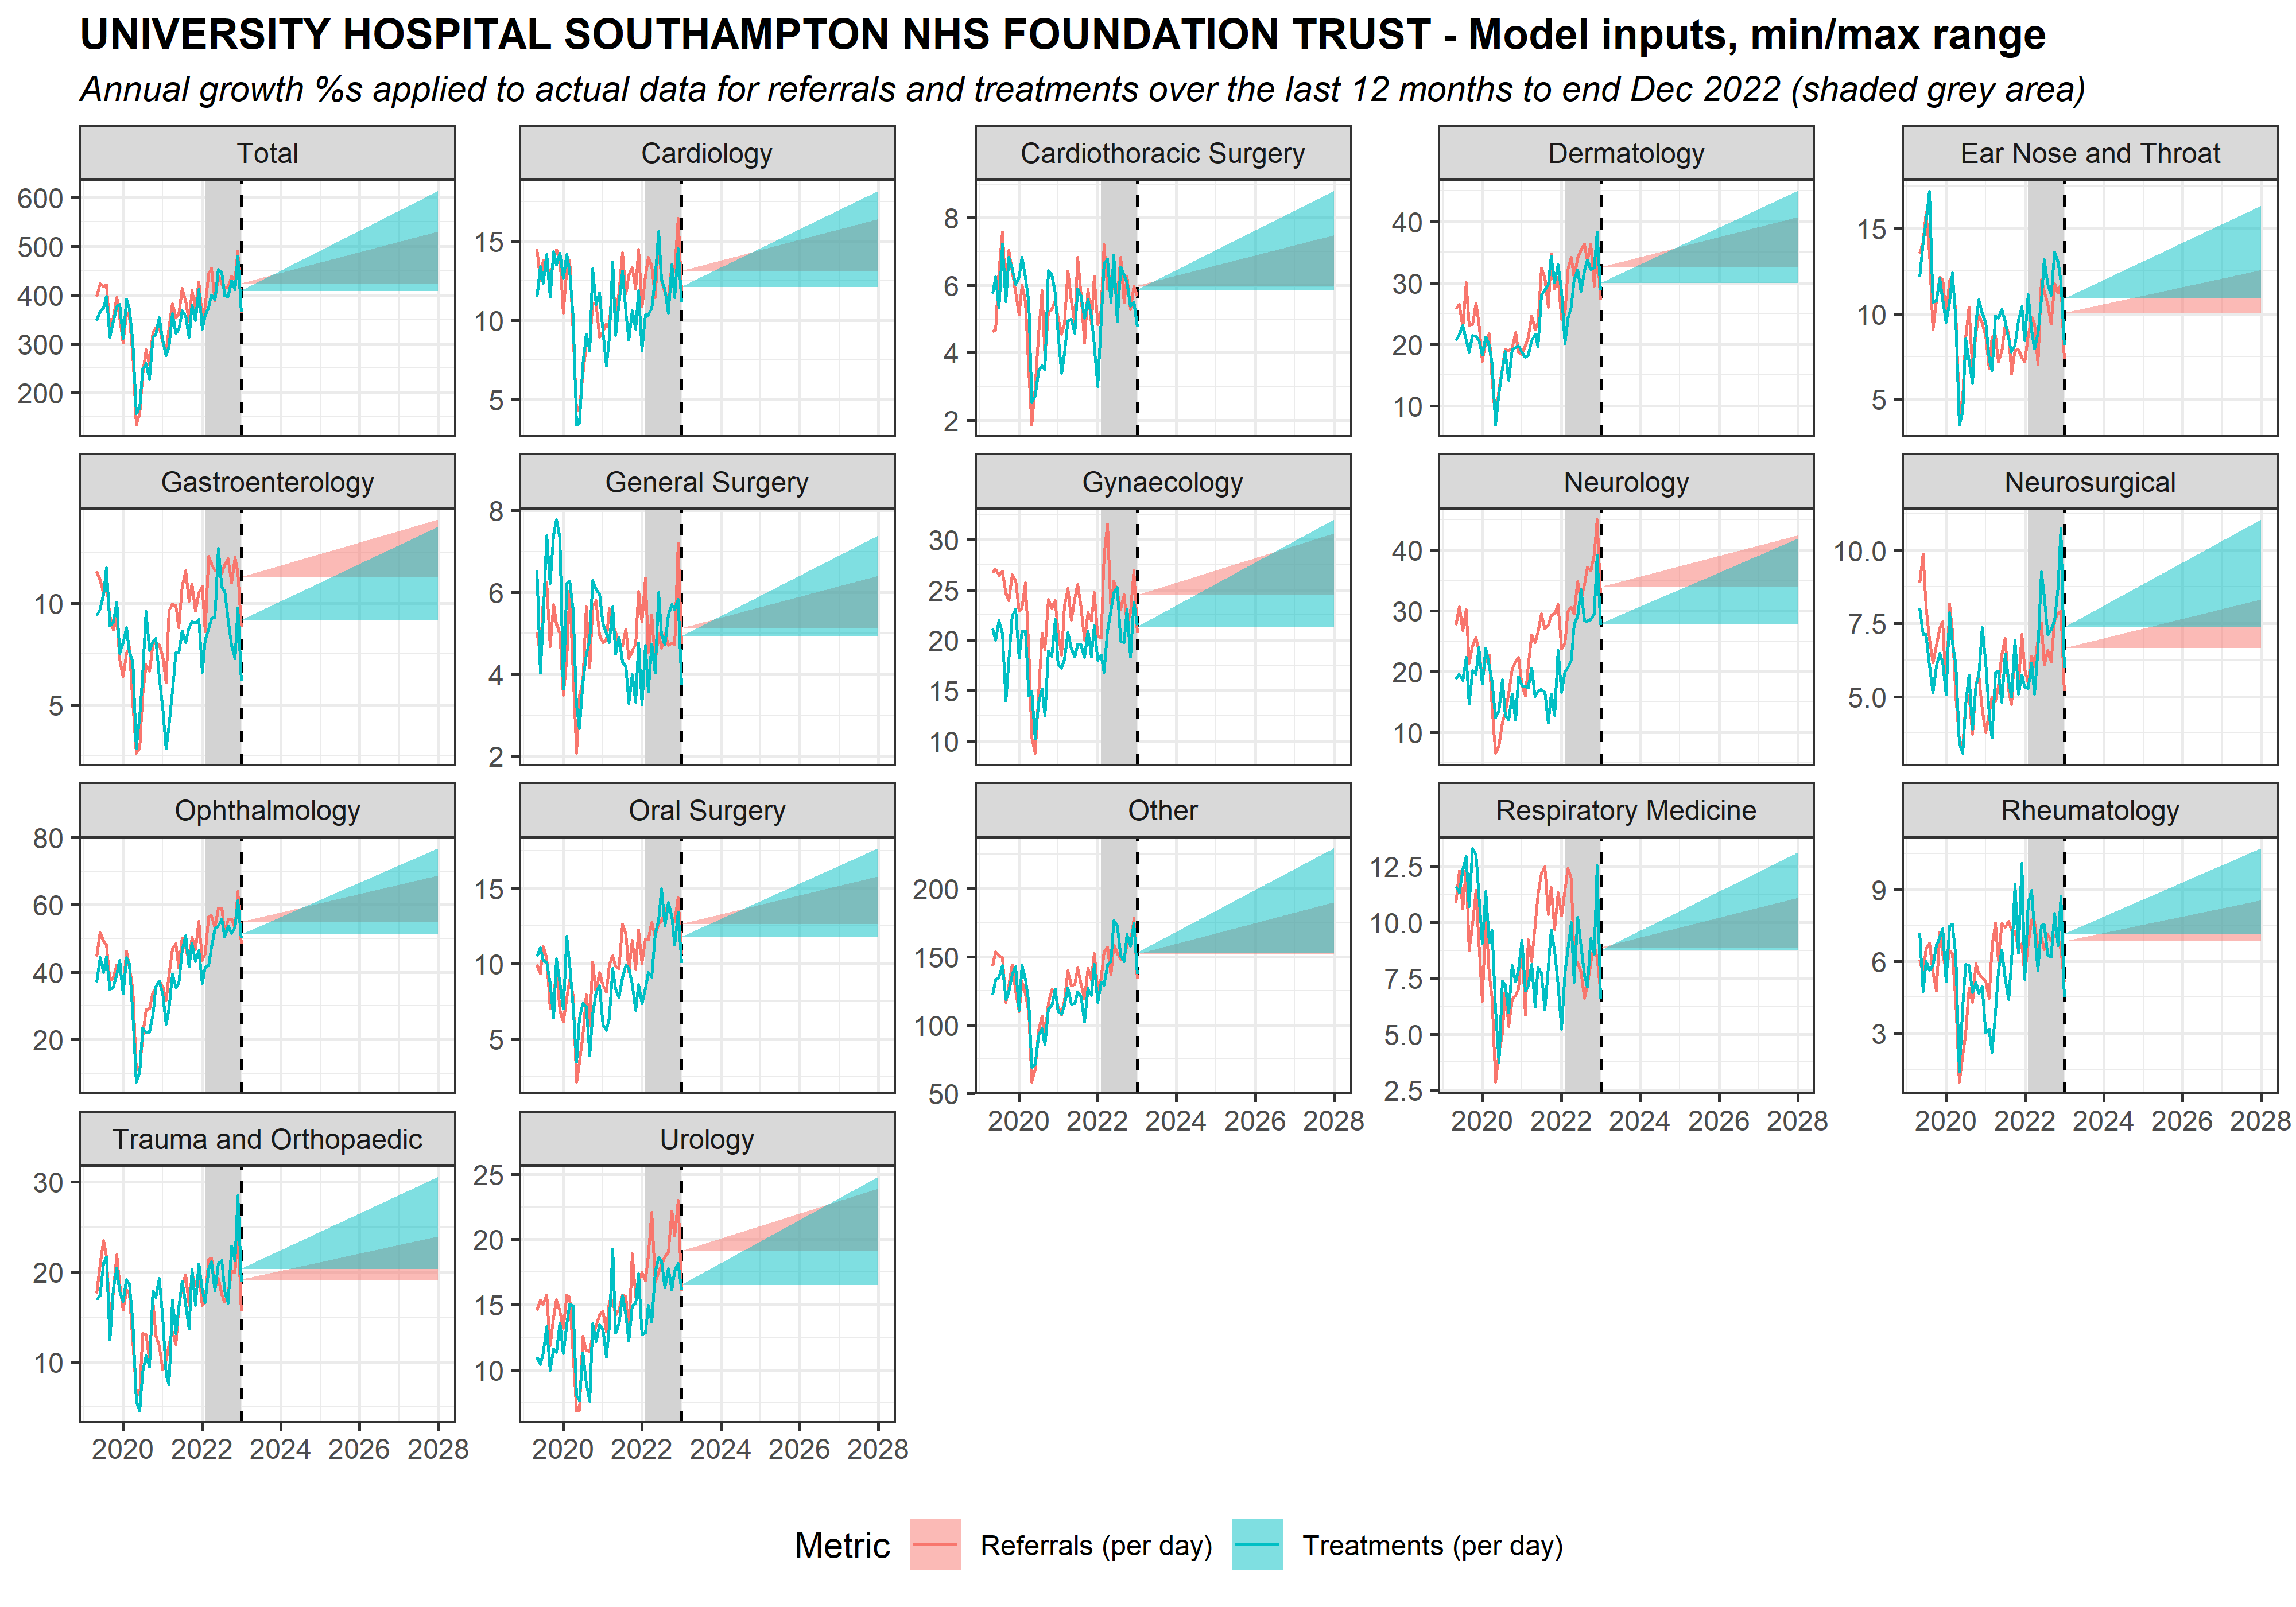 UNIVERSITY HOSPITAL SOUTHAMPTON NHS FOUNDATION TRUST - Model inputs, min/max range
Annual growth %s applied to actual data for referrals and treatments over the last 12 months to end Dec 2022 (shaded grey area)
Total
Cardiology
Cardiothoracic Surgery
Dermatology
Ear Nose and Throat
600
500
400
300
200
15
10
5
8
6
4
2
40
30
20
10
15
10
5
Gastroenterology
General Surgery
Gynaecology
Neurology
Neurosurgical
10
5
8
6
4
2
30
25
20
15
10
40
30
20
10
10.0
7.5
5.0
Ophthalmology
Oral Surgery
Other
Respiratory Medicine
Rheumatology
80
60
40
20
15
10
5
200
150
100
50
12.5
10.0
7.5
5.0
2.5
9
6
3
2020 2022 2024 2026 2028
2020 2022 2024 2026 2028
2020 2022 2024 2026 2028
Trauma and Orthopaedic
Urology
30
20
10
25
20
15
10
2020 2022 2024 2026 2028
2020 2022 2024 2026 2028
Metric Referrals (per day) Treatments (per day)